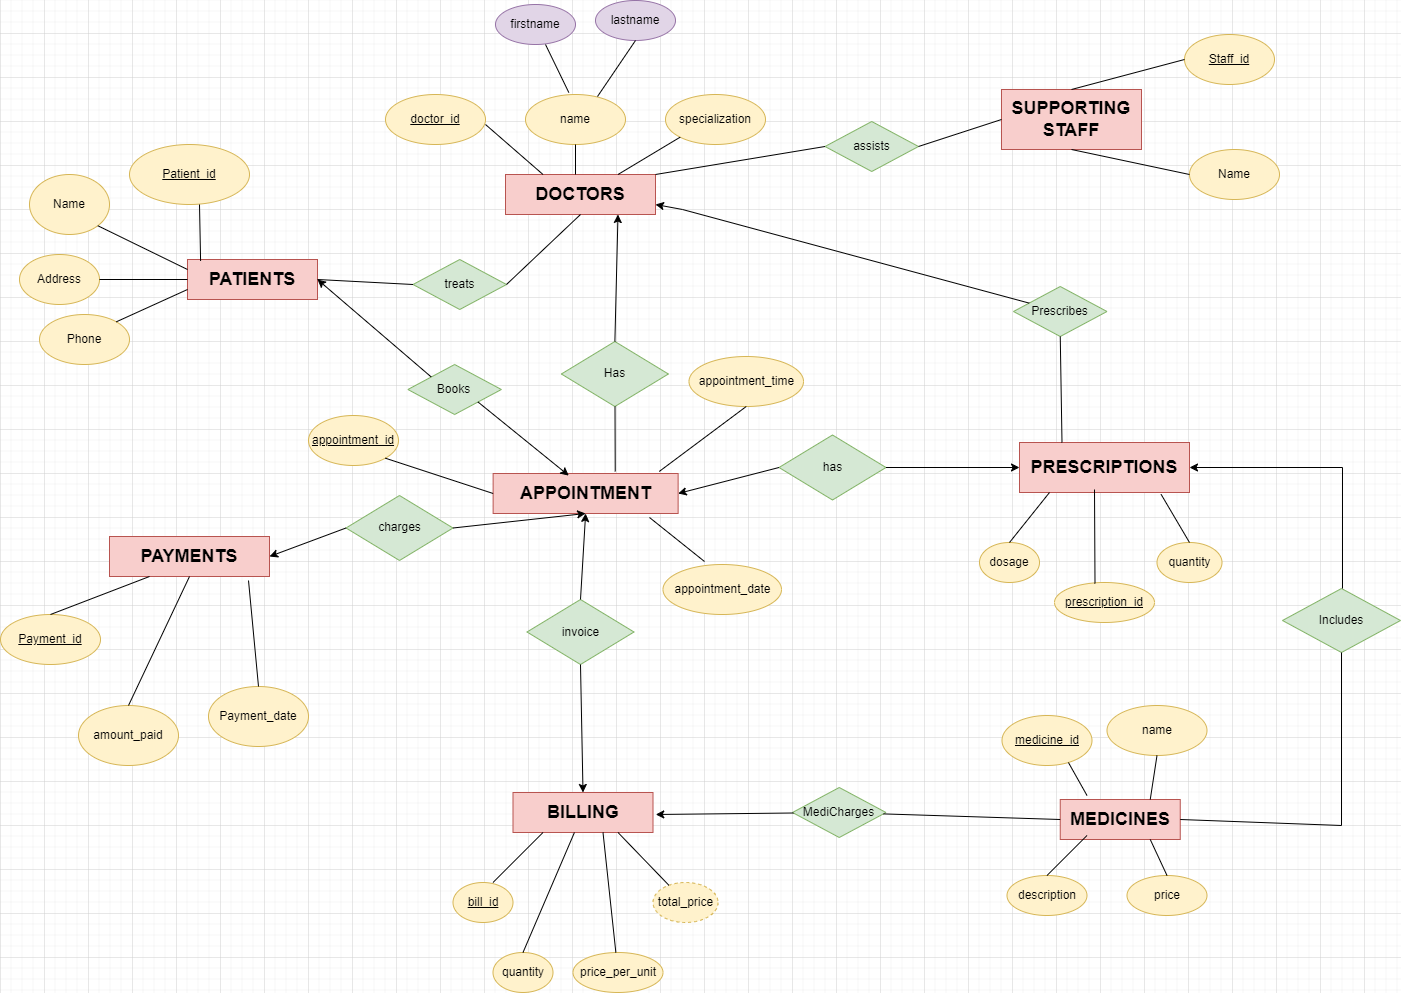 firstname
lastname
Staff_id
doctor_id
name
specialization
SUPPORTING
STAFF
assists
Patient_id
Name
DOCTORS
Name
Address
PATIENTS
treats
Phone
Prescribes
Has
Books
appointment_time
appointment_id
has
PRESCRIPTIONS
APPOINTMENT
charges
PAYMENTS
dosage
quantity
appointment_date
prescription_id
Payment_id
invoice
Includes
amount_paid
Payment_date
medicine_id
name
BILLING
MediCharges
MEDICINES
bill_id
total_price
description
price
quantity
price_per_unit